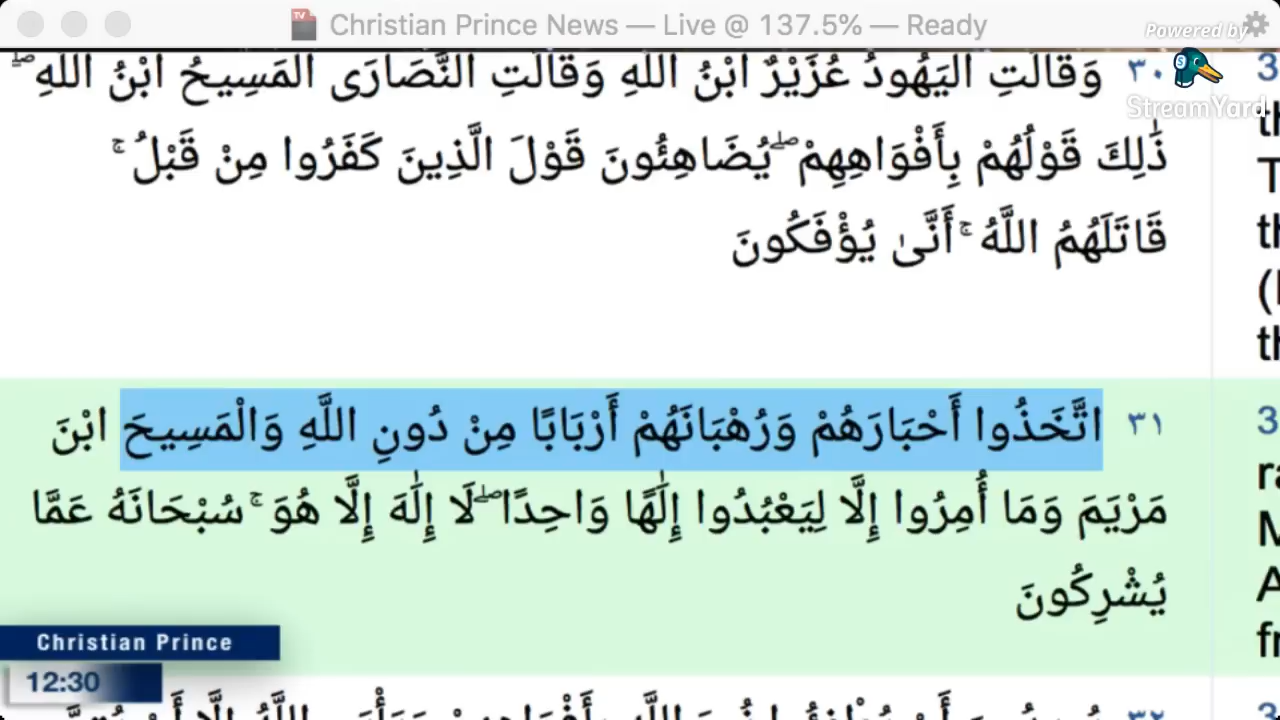 Christian Prince News — Live @ 137.5% — Ready
Powered by
StreamYard
٣٠ وَقَالَتِ الْيَهُودُ عُزَيْرٌ ابْنُ اللَّهِ وَقَالَتِ النَّصَارَى الْمَسِيحُ ابْنُ اللَّهِ ۖ
ذَٰلِكَ قَوْلُهُمْ بِأَفْوَاهِهِمْ ۖ يُضَاهِئُونَ قَوْلَ الَّذِينَ كَفَرُوا مِنْ قَبْلُ ۚ
قَاتَلَهُمُ اللَّهُ ۚ أَنَّىٰ يُؤْفَكُونَ
٣١ اتَّخَذُوا أَحْبَارَهُمْ وَرُهْبَانَهُمْ أَرْبَابًا مِنْ دُونِ اللَّهِ وَالْمَسِيحَ ابْنَ
مَرْيَمَ وَمَا أُمِرُوا إِلَّا لِيَعْبُدُوا إِلَٰهًا وَاحِدًا ۖ لَا إِلَٰهَ إِلَّا هُوَ ۚ سُبْحَانَهُ عَمَّا
يُشْرِكُونَ
Christian Prince
12:30